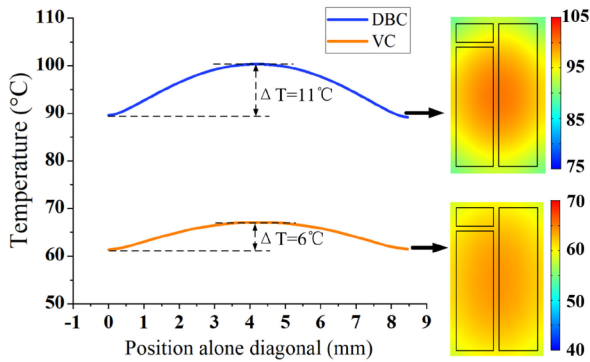 DBC
VC
110
100
90
80
70
60
50
Temperature (°C)
ΔT=11℃
ΔT=6℃
-1 0 1 2 3 4 5 6 7 8 9
Position alone diagonal (mm)
105
95
85
75
70
60
50
40